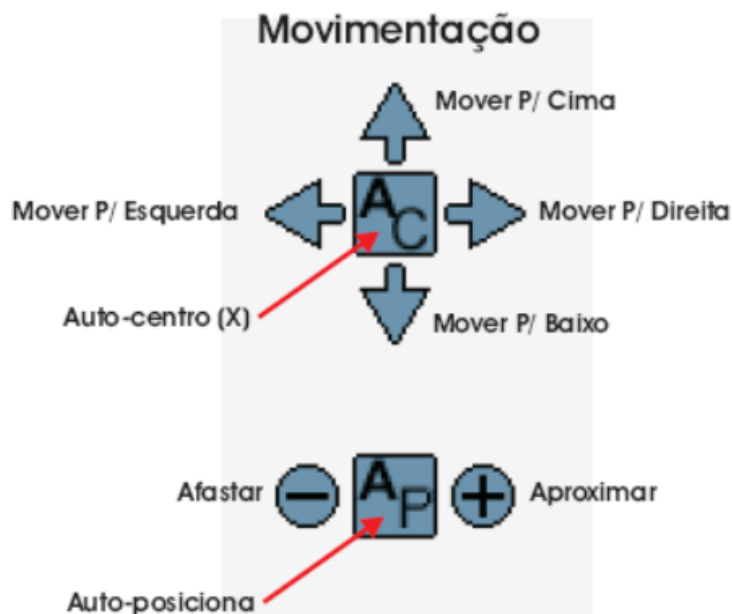 Movimentação
Mover P/ Cima
Mover P/ Esquerda
AC
Mover P/ Direita
Auto-centro (X)
Mover P/ Baixo
Afastar
AP
Aproximar
Auto-posiciona